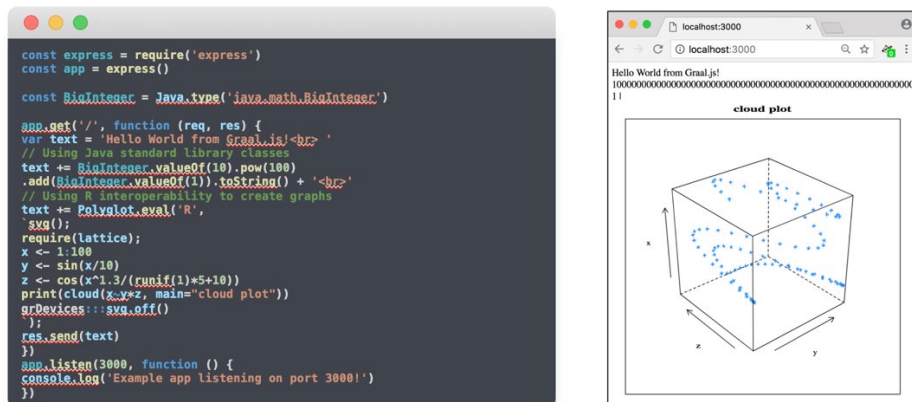 const express = require('express')
const app = express()
const BigInteger = Java.type('java.math.BigInteger')
app.get('/', function (req, res) {
var text = 'Hello World from Graal.js!<br> '
// Using Java standard library classes
text += BigInteger.valueOf(10).pow(100)
.add(BigInteger.valueOf(1)).toString() + '<br>'
// Using R interoperability to create graphs
text += Polyglot.eval('R',
`svg();
require(lattice);
x <- 1:100
y <- sin(x/10)
z <- cos(x^1.3/(runif(1)*5+10))
print(cloud(x~y*z, main="cloud plot"))
grDevices:::svg.off()
`);
res.send(text)
})
app.listen(3000, function () {
console.log('Example app listening on port 3000!')
})
localhost:3000
localhost:3000
Hello World from Graal.js!
cloud plot
x
z
y